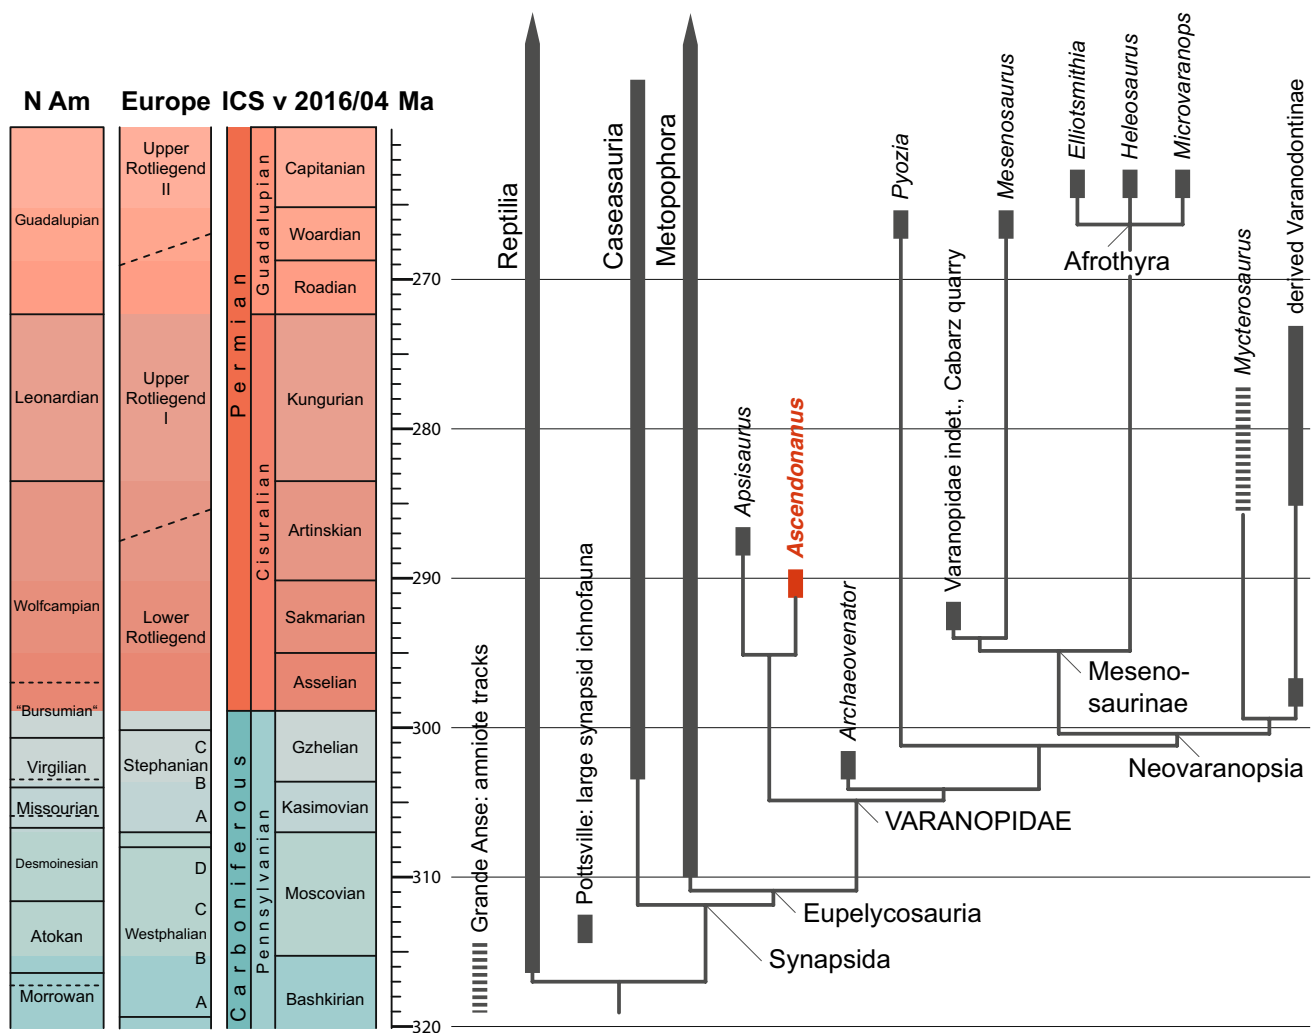 N Am
Europe
ICS v 2016/04
Ma
Guadalupian
Leonardian
Wolfcampian
"Bursumian"
Virgilian
Missourian
Desmoinesian
Atokan
Morrowan
Upper
Rotliegend
II
Upper
Rotliegend
I
Lower
Rotliegend
C
Stephanian
B
A
D
C
Westphalian
B
A
Permian
Carboniferous
Guadalupian
Cisuralian
Pennsylvanian
Capitanian
Woardian
Roadian
Kungurian
Artinskian
Sakmarian
Asselian
Gzhelian
Kasimovian
Moscovian
Bashkirian
270
280
290
300
310
320
Grande Anse: amniote tracks
Reptilia
Pottsville: large synapsid ichnofauna
Caseasauria
Metopophora
Apsisaurus
Ascendonanus
Archaeovenator
Pyozia
Varanopidae indet., Cabarz quarry
Mesenosaurus
Elliotsmithia
Heleosaurus
Microvaranops
Afrothyra
Mycterosaurus
derived Varanodontinae
Meseno-
saurinae
Neovaranopsia
VARANOPIDAE
Eupelycosauria
Synapsida